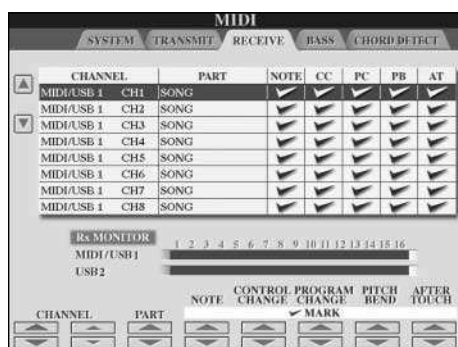 MIDI
SYSTEM TRANSMIT RECEIVE BASS CHORD DETECT
CHANNEL PART NOTE CC PC PB AT
MIDI/USB 1 CH1 SONG
MIDI/USB 1 CH2 SONG
MIDI/USB 1 CH3 SONG
MIDI/USB 1 CH4 SONG
MIDI/USB 1 CH5 SONG
MIDI/USB 1 CH6 SONG
MIDI/USB 1 CH7 SONG
MIDI/USB 1 CH8 SONG
Rx MONITOR 1 2 3 4 5 6 7 8 9 10 11 12 13 14 15 16
MIDI/USB1
USB2
CHANNEL PART NOTE CONTROL CHANGE PROGRAM CHANGE PITCH BEND AFTER TOUCH
MARK